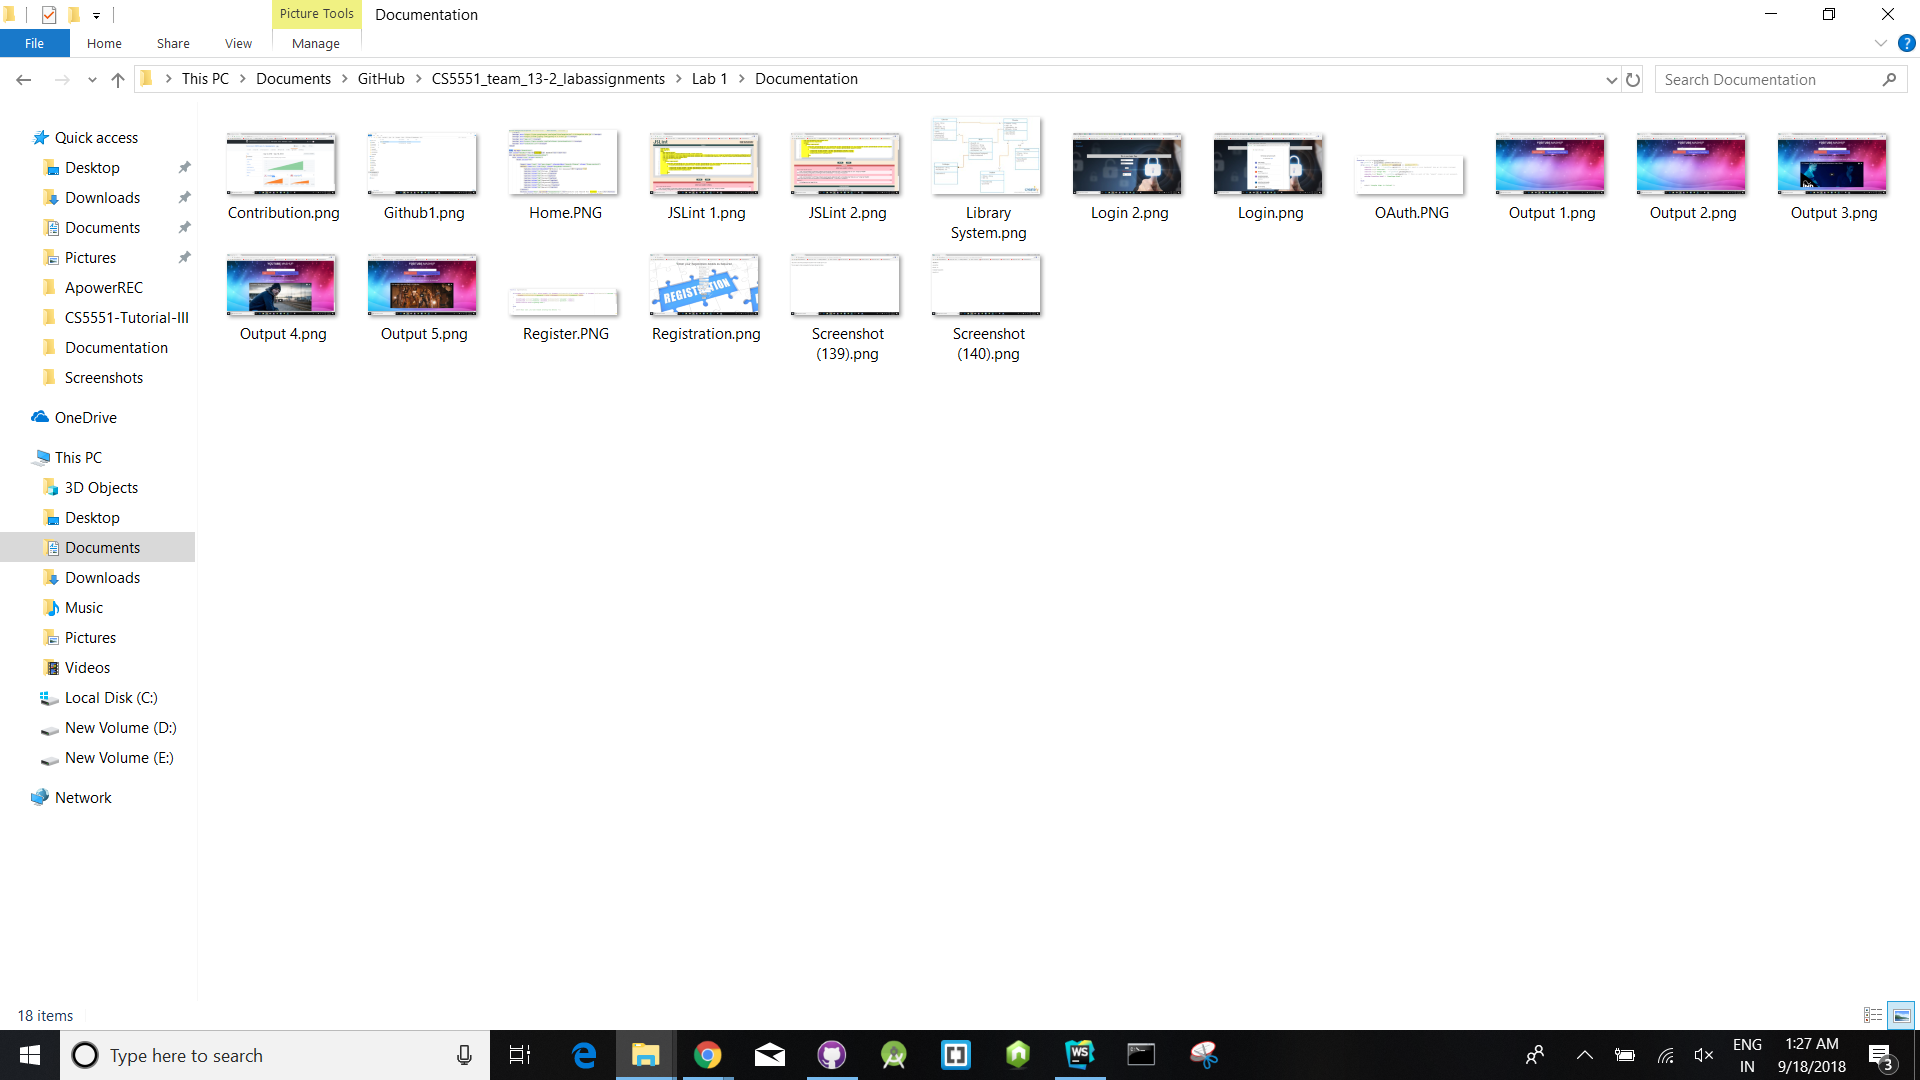 Picture Tools
Documentation
File
Home
Share
View
Manage
This PC
Documents
GitHub
CS5551_team_13-2_labassignments
Lab 1
Documentation
Search Documentation
Quick access
Desktop
Downloads
Documents
Pictures
ApowerREC
CS5551-Tutorial-III
Documentation
Screenshots
OneDrive
This PC
3D Objects
Desktop
Documents
Downloads
Music
Pictures
Videos
Local Disk (C:)
New Volume (D:)
New Volume (E:)
Network
Contribution.png
Github1.png
Home.PNG
JSLint 1.png
JSLint 2.png
Library
System.png
Login 2.png
Login.png
OAuth.PNG
Output 1.png
Output 2.png
Output 3.png
Output 4.png
Output 5.png
Register.PNG
REGISTRATION
Registration.png
Screenshot
(139).png
Screenshot
(140).png
18 items
Type here to search
WS
ENG
IN
1:27 AM
9/18/2018
3